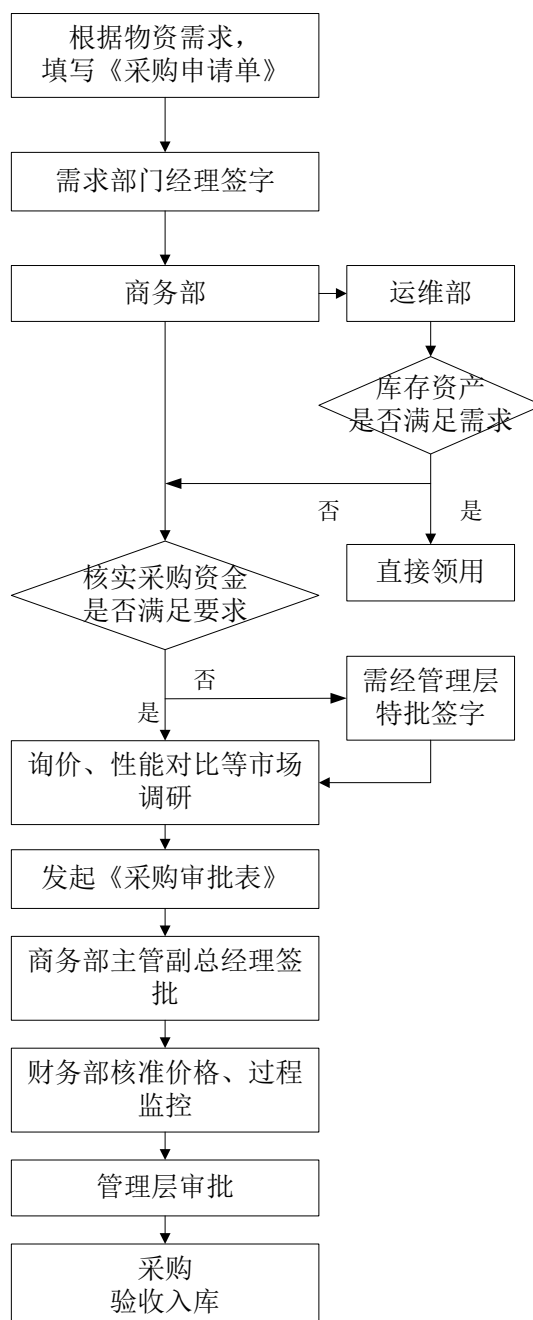 根据物资需求，
填写《采购申请单》
需求部门经理签字
商务部
运维部
库存资产
是否满足需求
否
是
直接领用
核实采购资金
是否满足要求
否
是
需经管理层
特批签字
询价、性能对比等市场
调研
发起《采购审批表》
商务部主管副总经理签
批
财务部核准价格、过程
监控
管理层审批
采购
验收入库